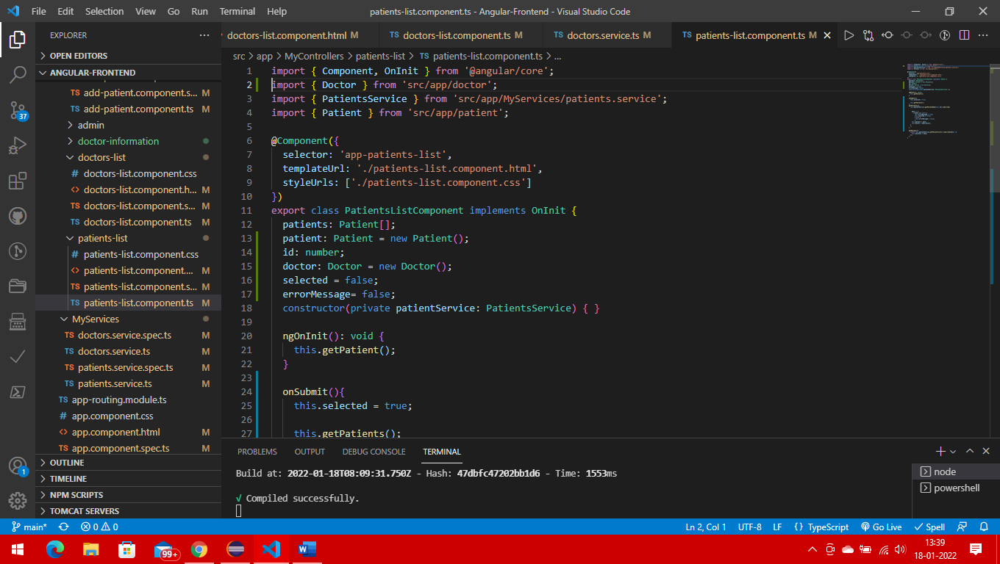 File Edit Selection View Go Run Terminal Help patients-list.component.ts - Angular-Frontend - Visual Studio Code
EXPLORER
OPEN EDITORS
ANGULAR-FRONTEND
TS add-patient.component.s... M
TS add-patient.component.ts M
admin
doctor-information
doctors-list
# doctors-list.component.css
<> doctors-list.component.h... M
TS doctors-list.component.s... M
TS doctors-list.component.ts M
patients-list
# patients-list.component.css
<> patients-list.component.... M
TS patients-list.component.s... M
TS patients-list.component.ts M
MyServices
TS doctors.service.spec.ts M
TS doctors.service.ts M
TS patients.service.spec.ts M
TS patients.service.ts M
TS app-routing.module.ts
# app.component.css
<> app.component.html M
TS app.component.spec.ts M
OUTLINE
TIMELINE
NPM SCRIPTS
TOMCAT SERVERS
37
1
doctors-list.component.html M TS doctors-list.component.ts M TS doctors.service.ts M TS patients-list.component.ts M
src > app > MyControllers > patients-list > TS patients-list.component.ts > ...
1 import { Component, OnInit } from '@angular/core';
2 import { Doctor } from 'src/app/doctor';
3 import { PatientsService } from 'src/app/MyServices/patients.service';
4 import { Patient } from 'src/app/patient';
5
6 @Component({
7 selector: 'app-patients-list',
8 templateUrl: './patients-list.component.html',
9 styleUrls: ['./patients-list.component.css']
10 })
11 export class PatientsListComponent implements OnInit {
12 patients: Patient[];
13 patient: Patient = new Patient();
14 id: number;
15 doctor: Doctor = new Doctor();
16 selected = false;
17 errorMessage= false;
18 constructor(private patientService: PatientsService) { }
19
20 ngOnInit(): void {
21 this.getPatient();
22 }
23
24 onSubmit(){
25 this.selected = true;
26
27 this.getPatients();
PROBLEMS OUTPUT DEBUG CONSOLE TERMINAL
Build at: 2022-01-18T08:09:31.750Z - Hash: 47dbfc47202bb1d6 - Time: 1553ms
√ Compiled successfully.
node
powershell
main* 0 0 Ln 2, Col 1 UTF-8 LF {} TypeScript Go Live Spell
99+
13:39
18-01-2022